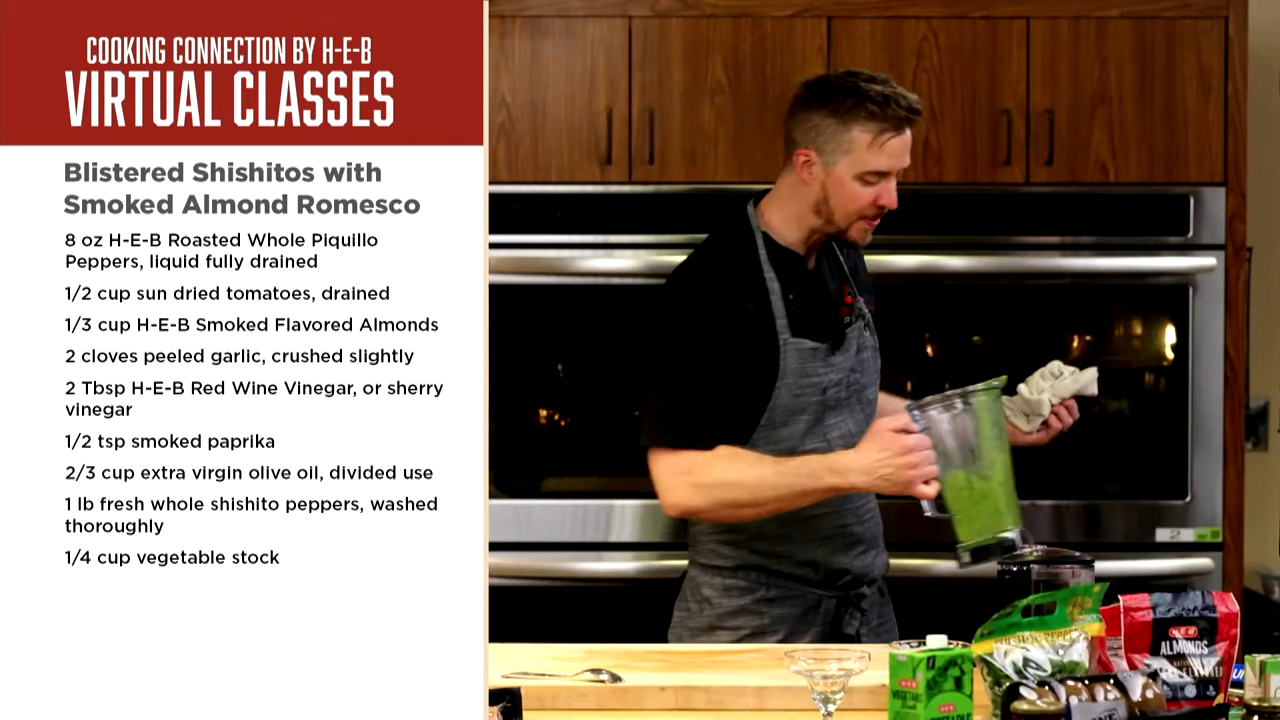 COOKING CONNECTION BY H-E-B
VIRTUAL CLASSES
Blistered Shishitos with
Smoked Almond Romesco
8 oz H-E-B Roasted Whole Piquillo
Peppers, liquid fully drained
1/2 cup sun dried tomatoes, drained
1/3 cup H-E-B Smoked Flavored Almonds
2 cloves peeled garlic, crushed slightly
2 Tbsp H-E-B Red Wine Vinegar, or sherry
vinegar
1/2 tsp smoked paprika
2/3 cup extra virgin olive oil, divided use
1 lb fresh whole shishito peppers, washed
thoroughly
1/4 cup vegetable stock
2
H-E-B
ALMONDS
H-E-B
VEGETABLE